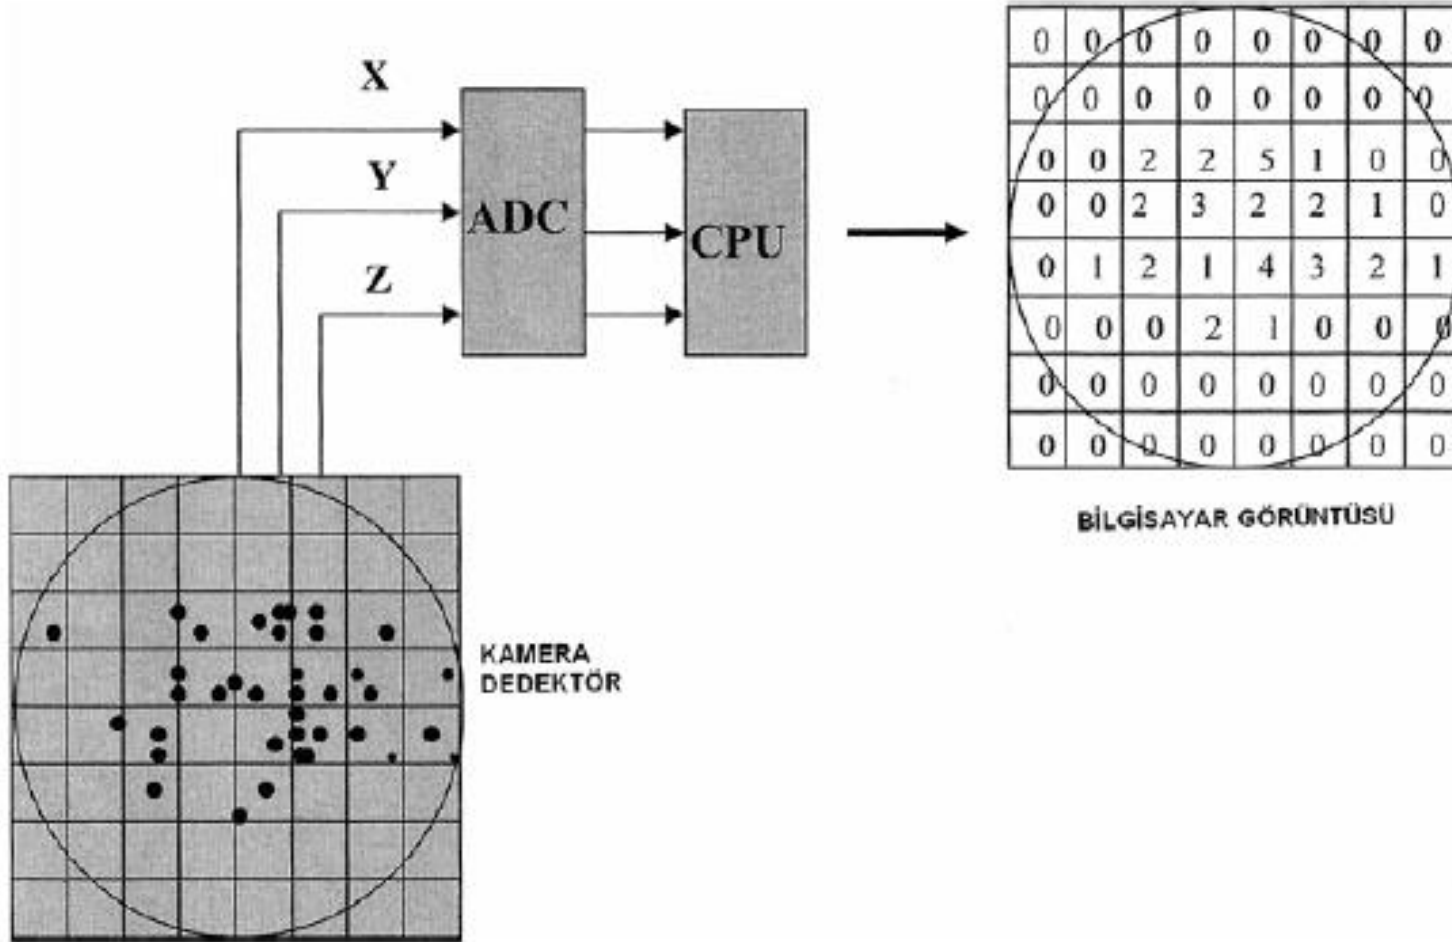 X
Y
Z
ADC
CPU
0 0 0 0 0 0 0 0
0 0 0 0 0 0 0 0
0 0 2 2 5 1 0 0
0 0 2 3 2 2 1 0
0 1 2 1 4 3 2 1
0 0 0 2 1 0 0 0
0 0 0 0 0 0 0 0
0 0 0 0 0 0 0 0
BİLGİSAYAR GÖRÜNTÜSÜ
KAMERA
DEDEKTÖR